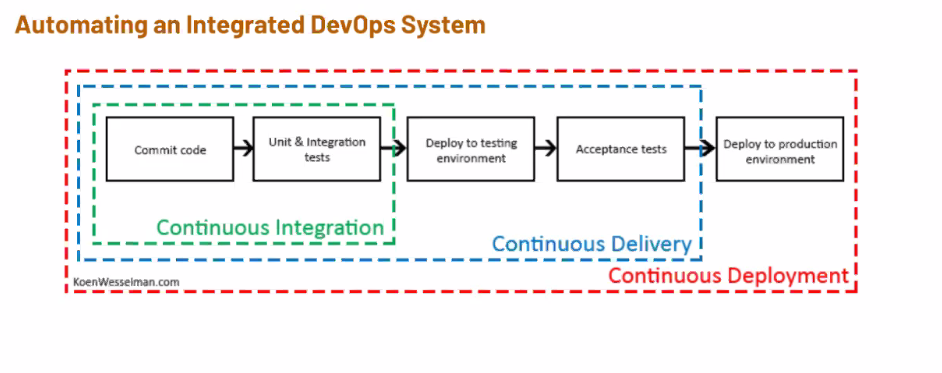 Automating an Integrated DevOps System
Commit code
Unit & Integration
tests
Deploy to testing
environment
Acceptance tests
Deploy to production
environment
Continuous Integration
Continuous Delivery
Continuous Deployment
KoenWesselman.com